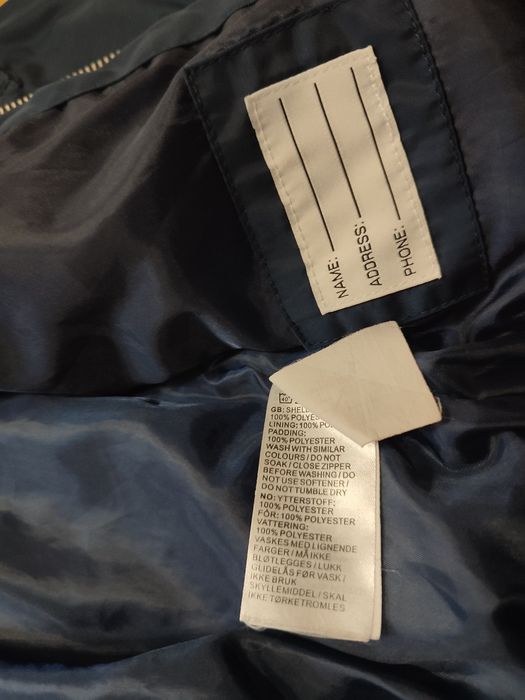 NAME:
ADDRESS:
PHONE:
40°
GB: SHELL
100% POLYES
LINING: 100% PO
PADDING:
100% POLYESTER
WASH WITH SIMILAR
COLOURS / DO NOT
SOAK / CLOSE ZIPPER
BEFORE WASHING / DO
NOT USE SOFTENER /
DO NOT TUMBLE DRY
NO: YTTERSTOFF:
100% POLYESTER
FÔR: 100% POLYESTER
VATTERING:
100% POLYESTER
VASKES MED LIGNENDE
FARGER / MÅ IKKE
BLØTLEGGES / LUKK
GLIDELÅS FØR VASK /
IKKE BRUK
SKYLLEMIDDEL / SKAL
IKKE TØRKETROMLES